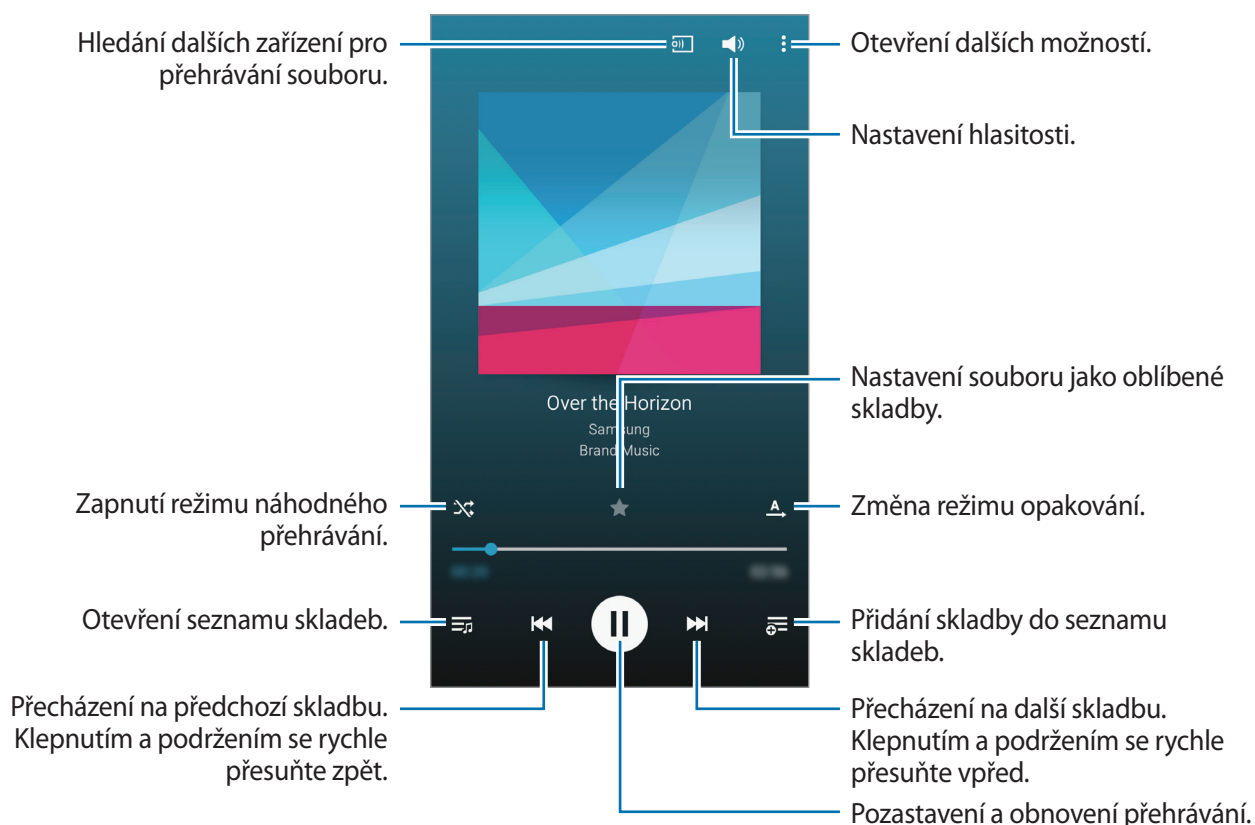 Hledání dalších zařízení pro
přehrávání souboru.
Otevření dalších možností.
Nastavení hlasitosti.
Nastavení souboru jako oblíbené
skladby.
Over the Horizon
Samsung
Brand Music
Zapnutí režimu náhodného
přehrávání.
A
Změna režimu opakování.
Otevření seznamu skladeb.
Přidání skladby do seznamu
skladeb.
Přecházení na předchozí skladbu.
Klepnutím a podržením se rychle
přesuňte zpět.
Přecházení na další skladbu.
Klepnutím a podržením se rychle
přesuňte vpřed.
Pozastavení a obnovení přehrávání.